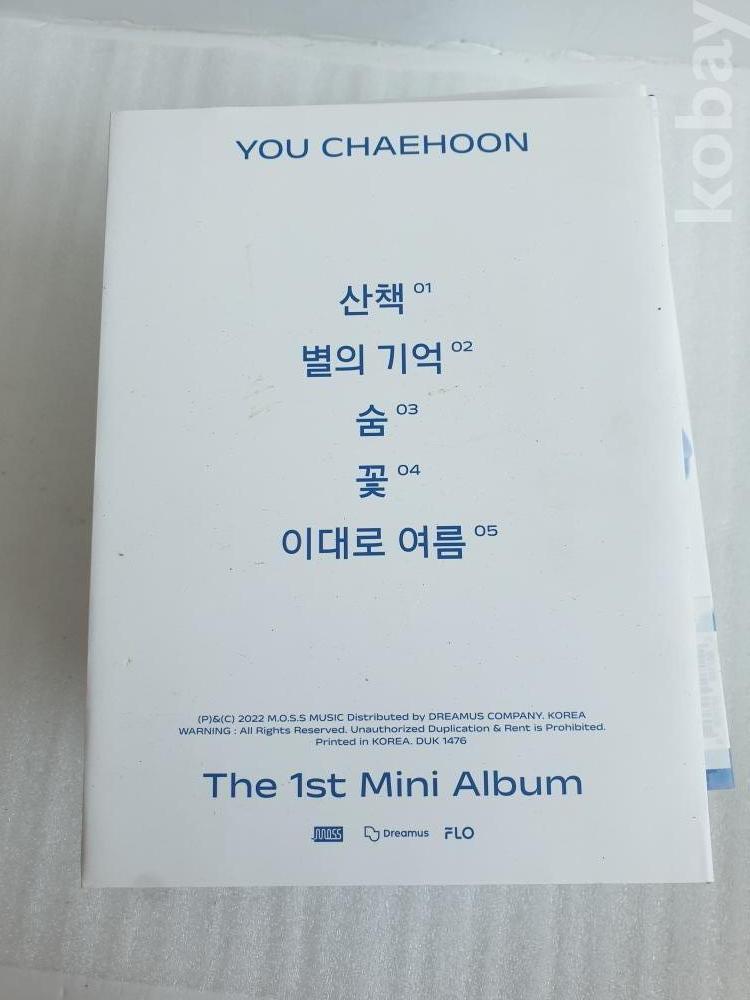 kobay
YOU CHAEHOON
산책 01
별의 기억 02
숨 03
꽃 04
이대로 여름 05
(P)&(C) 2022 M.O.S.S MUSIC Distributed by DREAMUS COMPANY. KOREA
WARNING : All Rights Reserved. Unauthorized Duplication & Rent is Prohibited.
Printed in KOREA. DUK 1476
The 1st Mini Album
MOSS Dreamus FLO